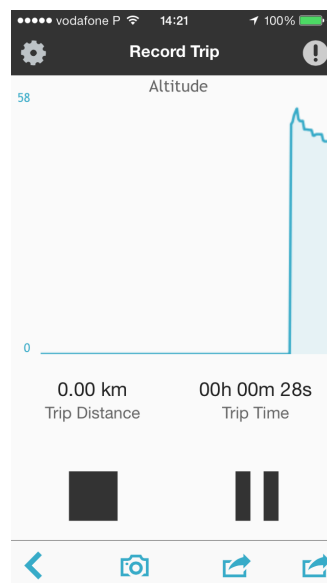 vodafone P 14:21 100%
Record Trip
Altitude
58
0
0.00 km 00h 00m 28s
Trip Distance Trip Time